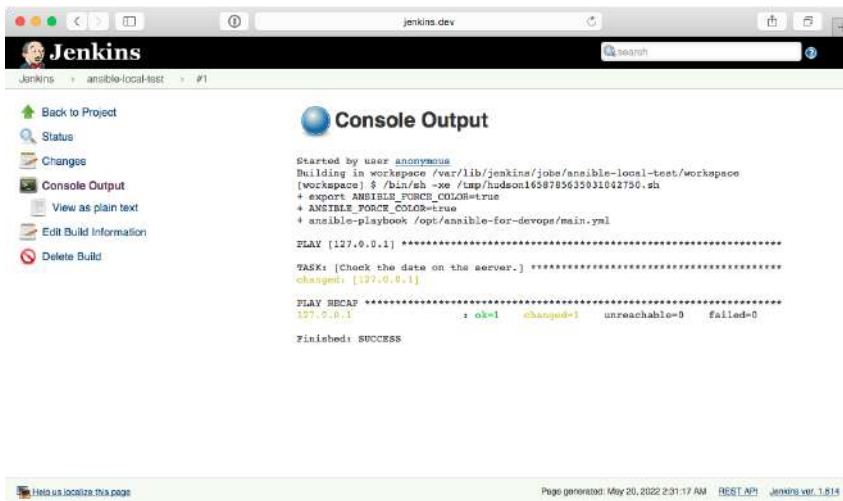 jenkins.dev
Jenkins
search
Jenkins › ansible-local-test › #1
Back to Project
Status
Changes
Console Output
View as plain text
Edit Build Information
Delete Build
Console Output
Started by user anonymous
Building in workspace /var/lib/jenkins/jobs/ansible-local-test/workspace
[workspace] $ /bin/sh -xe /tmp/hudson1658785635031042750.sh
+ export ANSIBLE_FORCE_COLOR=true
+ ANSIBLE_FORCE_COLOR=true
+ ansible-playbook /opt/ansible-for-devops/main.yml
PLAY [127.0.0.1] ****************************************************************
TASK: [Check the date on the server.] *****************************************
changed: [127.0.0.1]
PLAY RECAP ********************************************************************
127.0.0.1 : ok=1 changed=1 unreachable=0 failed=0
Finished: SUCCESS
Help us localize this page
Page generated: May 20, 2022 2:31:17 AM REST API Jenkins ver. 1.614